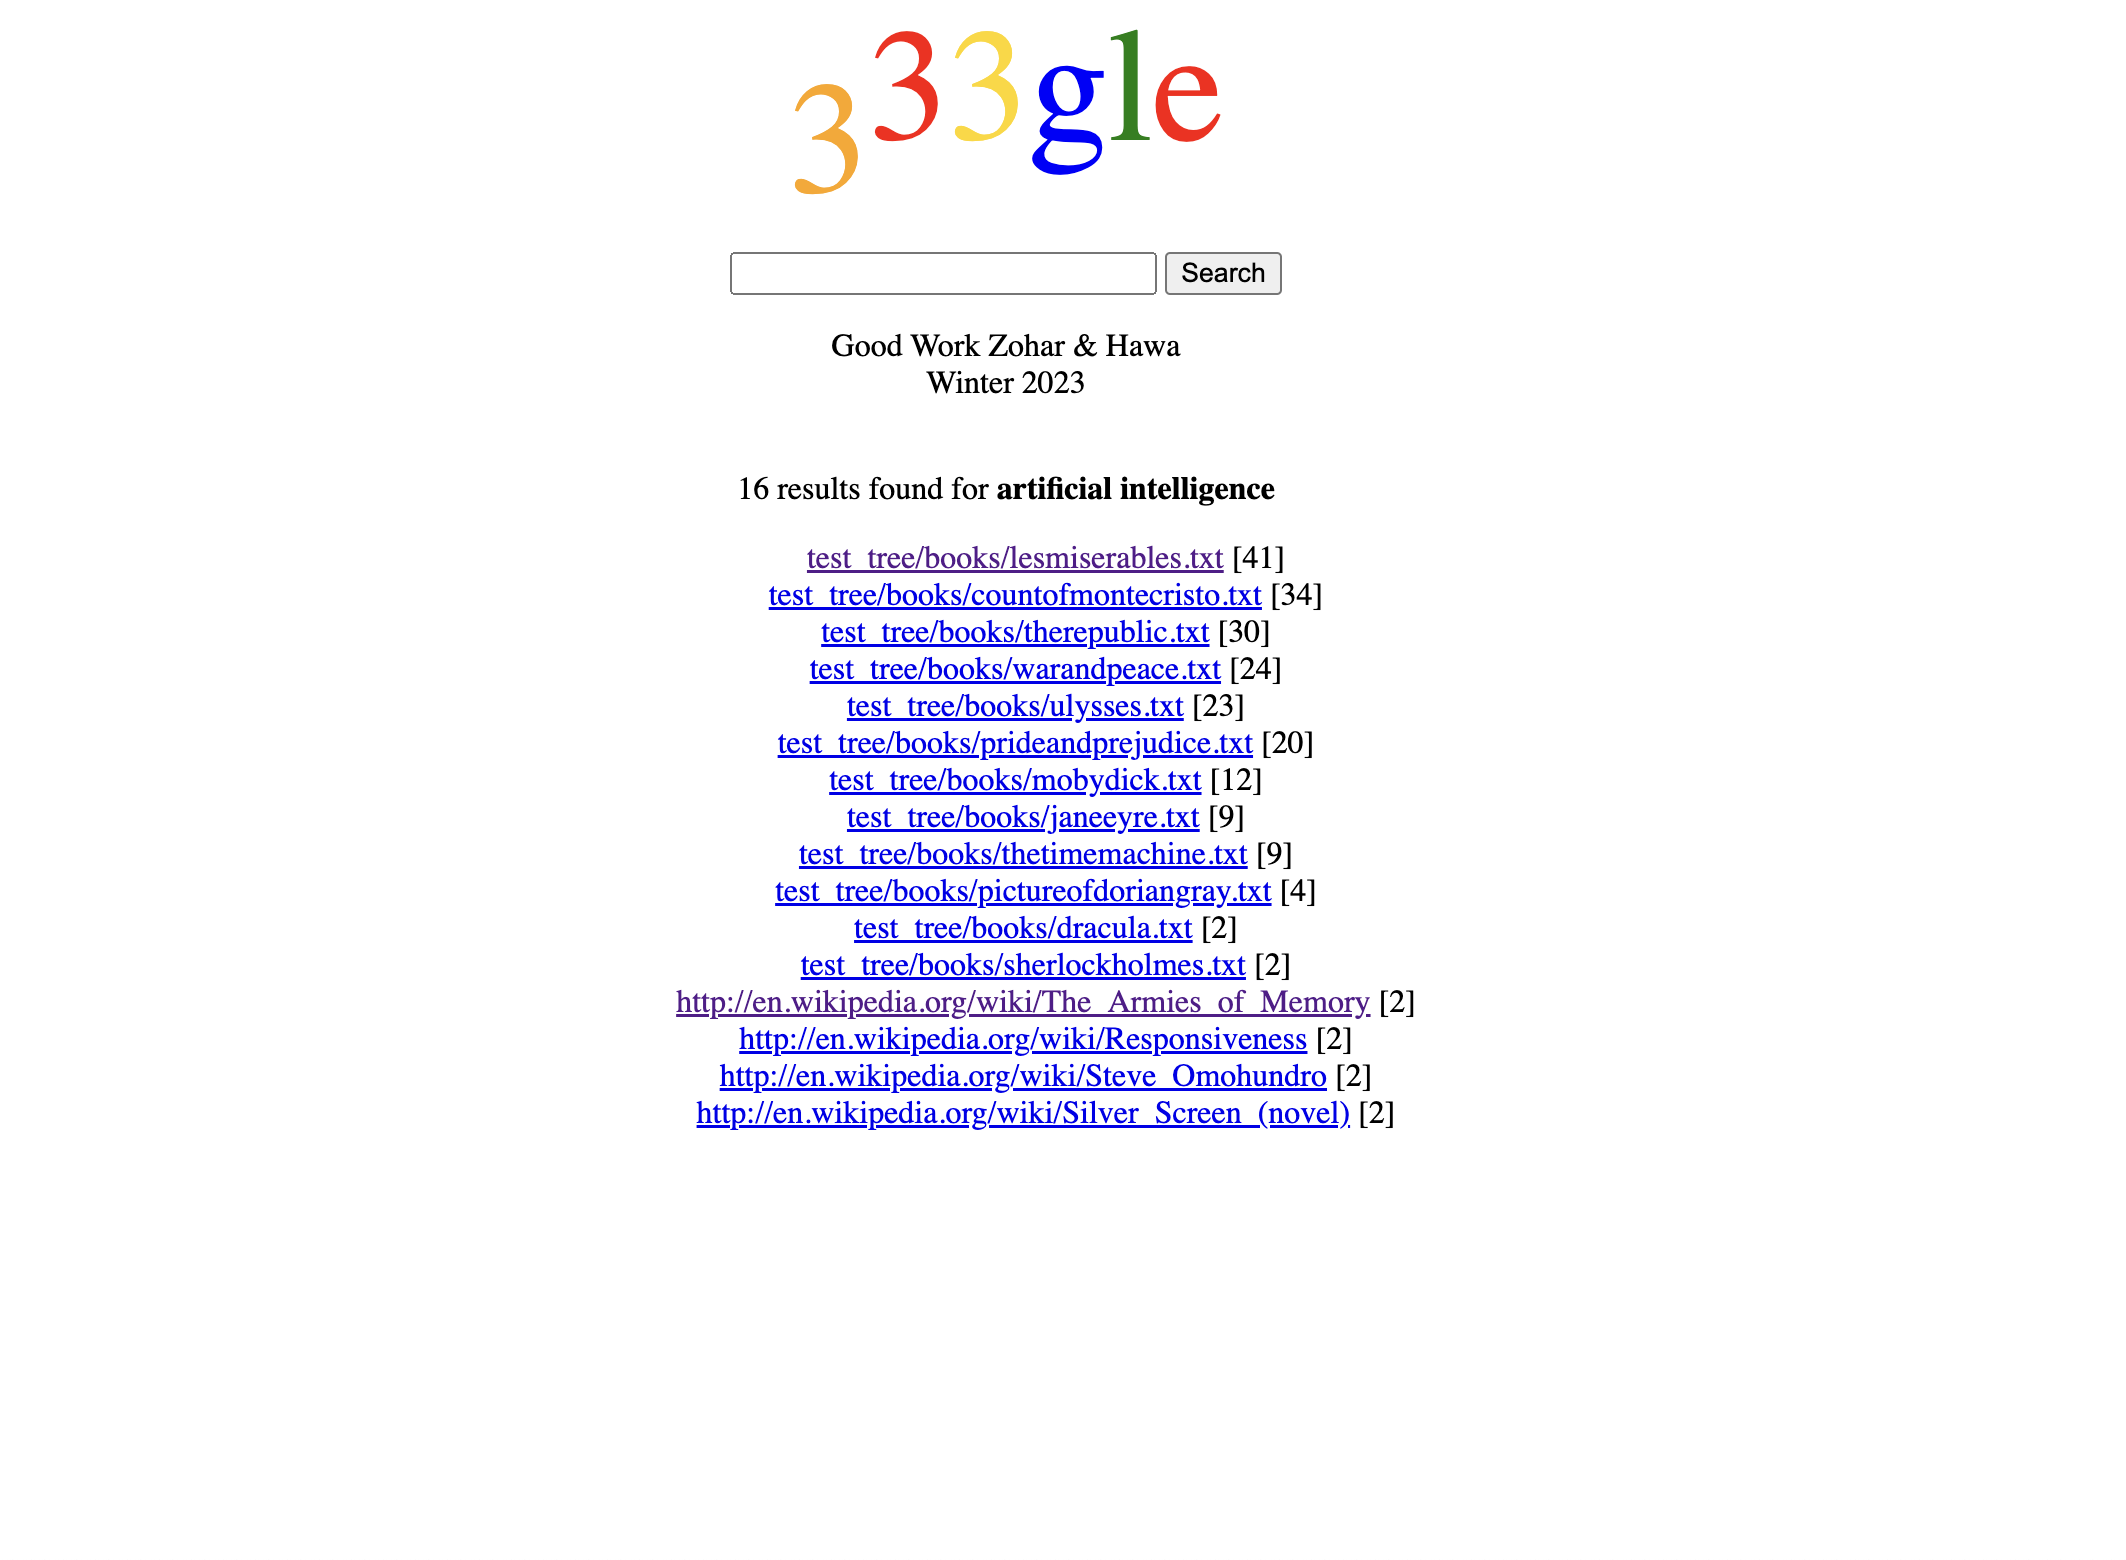 333gle
Search
Good Work Zohar & Hawa
Winter 2023
16 results found for artificial intelligence
test_tree/books/lesmiserables.txt [41]
test_tree/books/countofmontecristo.txt [34]
test_tree/books/therepublic.txt [30]
test_tree/books/warandpeace.txt [24]
test_tree/books/ulysses.txt [23]
test_tree/books/prideandprejudice.txt [20]
test_tree/books/mobydick.txt [12]
test_tree/books/janeeyre.txt [9]
test_tree/books/thetimemachine.txt [9]
test_tree/books/pictureofdoriangray.txt [4]
test_tree/books/dracula.txt [2]
test_tree/books/sherlockholmes.txt [2]
http://en.wikipedia.org/wiki/The_Armies_of_Memory [2]
http://en.wikipedia.org/wiki/Responsiveness [2]
http://en.wikipedia.org/wiki/Steve_Omohundro [2]
http://en.wikipedia.org/wiki/Silver_Screen_(novel) [2]